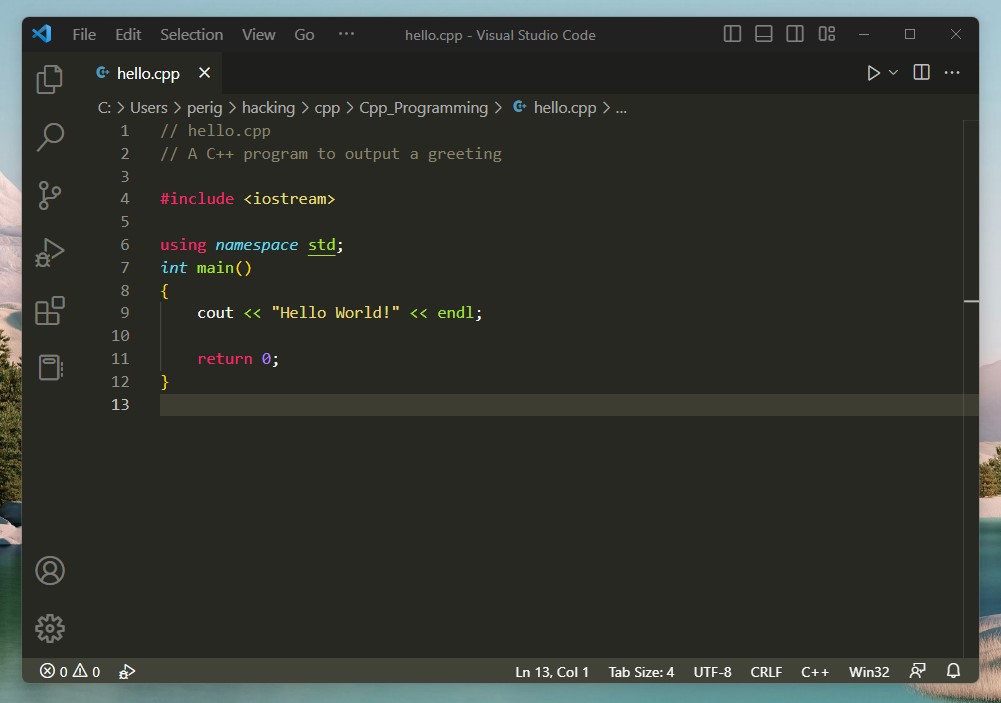 File Edit Selection View Go ··· hello.cpp - Visual Studio Code
hello.cpp
C: > Users > perig > hacking > cpp > Cpp_Programming > hello.cpp > ...
1 // hello.cpp
2 // A C++ program to output a greeting
3
4 #include <iostream>
5
6 using namespace std;
7 int main()
8 {
9     cout << "Hello World!" << endl;
10
11     return 0;
12 }
13
0 0 Ln 13, Col 1 Tab Size: 4 UTF-8 CRLF C++ Win32